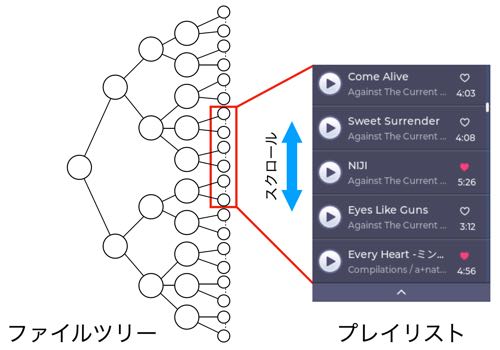 Come Alive
Against The Current ...
4:03
Sweet Surrender
Against The Current ...
4:08
NIJI
Against The Current ...
5:26
Eyes Like Guns
Against The Current ...
3:12
Every Heart -ミン...
Compilations / a+nat...
4:56
スクロール
ファイルツリー
プレイリスト